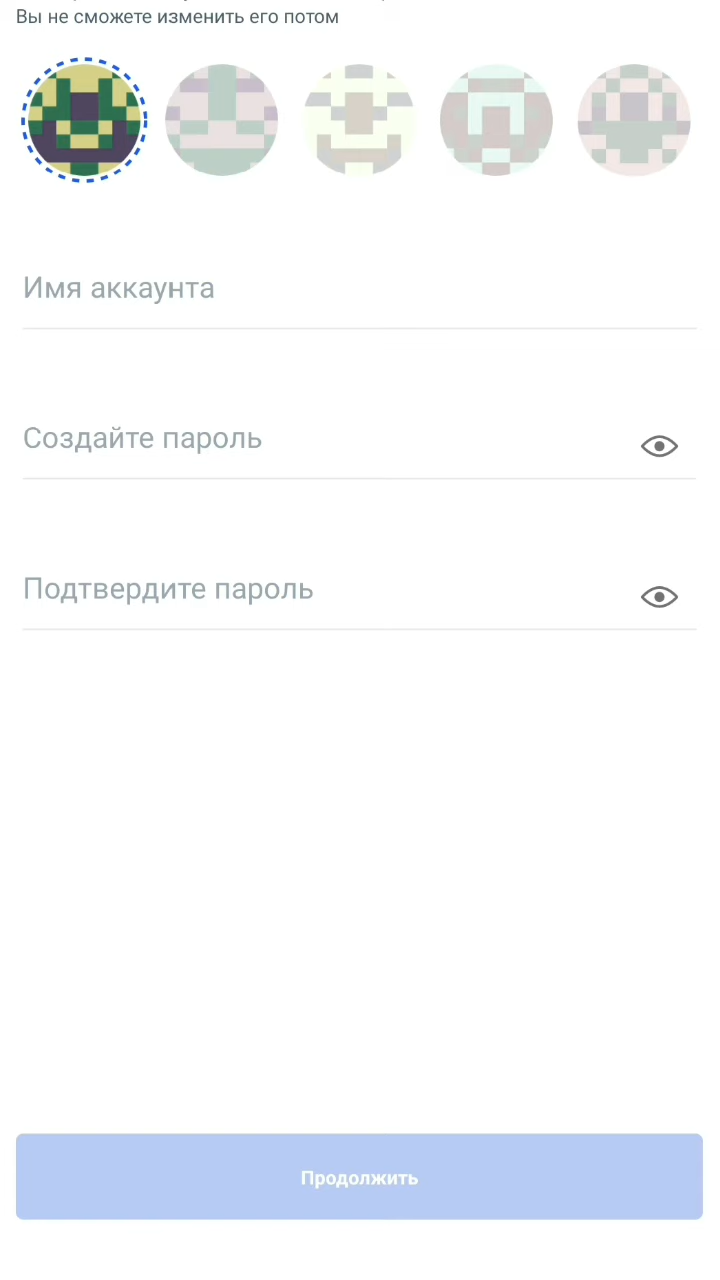 Вы не сможете изменить его потом
Имя аккаунта
Создайте пароль
Подтвердите пароль
Продолжить